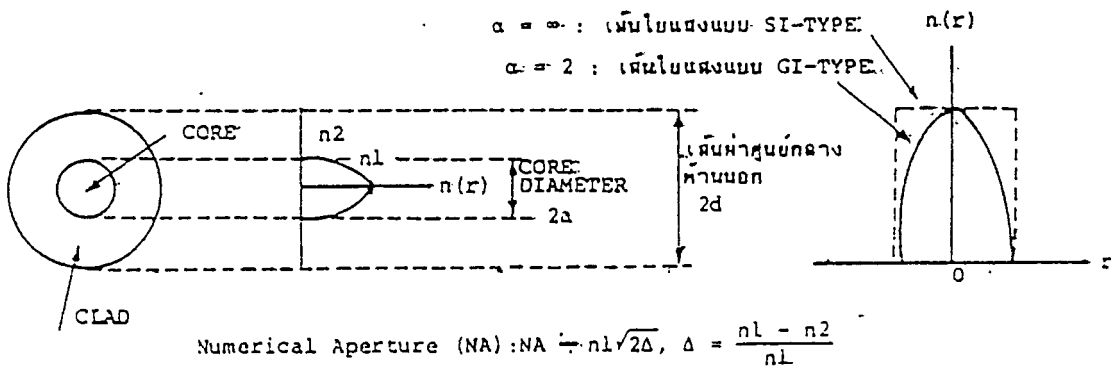 α = ∞ : เส้นใยแสงแบบ SI-TYPE
n(r)
α = 2 : เส้นใยแสงแบบ GI-TYPE
CORE
n2
n1
n(r)
CORE
DIAMETER
2a
เส้นผ่าศูนย์กลาง
ด้านนอก
2d
0
r
CLAD
Numerical Aperture (NA):NA ≑ n1√2Δ, Δ = (n1 - n2)/n1